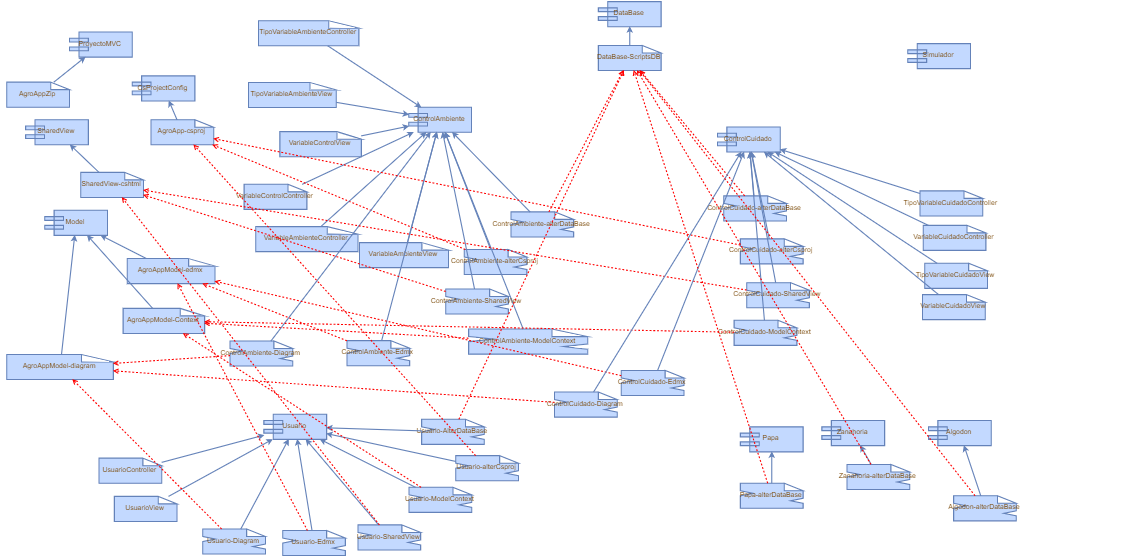 DataBase
TipoVariableAmbienteController
ProyectoMVC
DataBase-ScriptsDB
Simulador
CsProjectConfig
AgroAppZip
TipoVariableAmbienteView
ControlAmbiente
SharedView
AgroApp-csproj
VariableControlView
ControlCuidado
SharedView-cshtml
VariableControlController
TipoVariableCuidadoController
ControlCuidado-alterDataBase
Model
ControlAmbiente-alterDataBase
VariableAmbienteController
VariableCuidadoController
ControlCuidado-alterCsproj
VariableAmbienteView
ControlAmbiente-alterCsproj
AgroAppModel-edmx
TipoVariableCuidadoView
ControlCuidado-SharedView
ControlAmbiente-SharedView
VariableCuidadoView
AgroAppModel-Context
ControlCuidado-ModelContext
ControlAmbiente-ModelContext
ControlAmbiente-Diagram
ControlAmbiente-Edmx
AgroAppModel-diagram
ControlCuidado-Edmx
ControlCuidado-Diagram
Usuario
Usuario-AlterDataBase
Papa
Zanahoria
Algodon
UsuarioController
Usuario-alterCsproj
Zanahoria-alterDataBase
Usuario-ModelContext
Papa-alterDataBase
UsuarioView
Algodon-alterDataBase
Usuario-SharedView
Usuario-Diagram
Usuario-Edmx